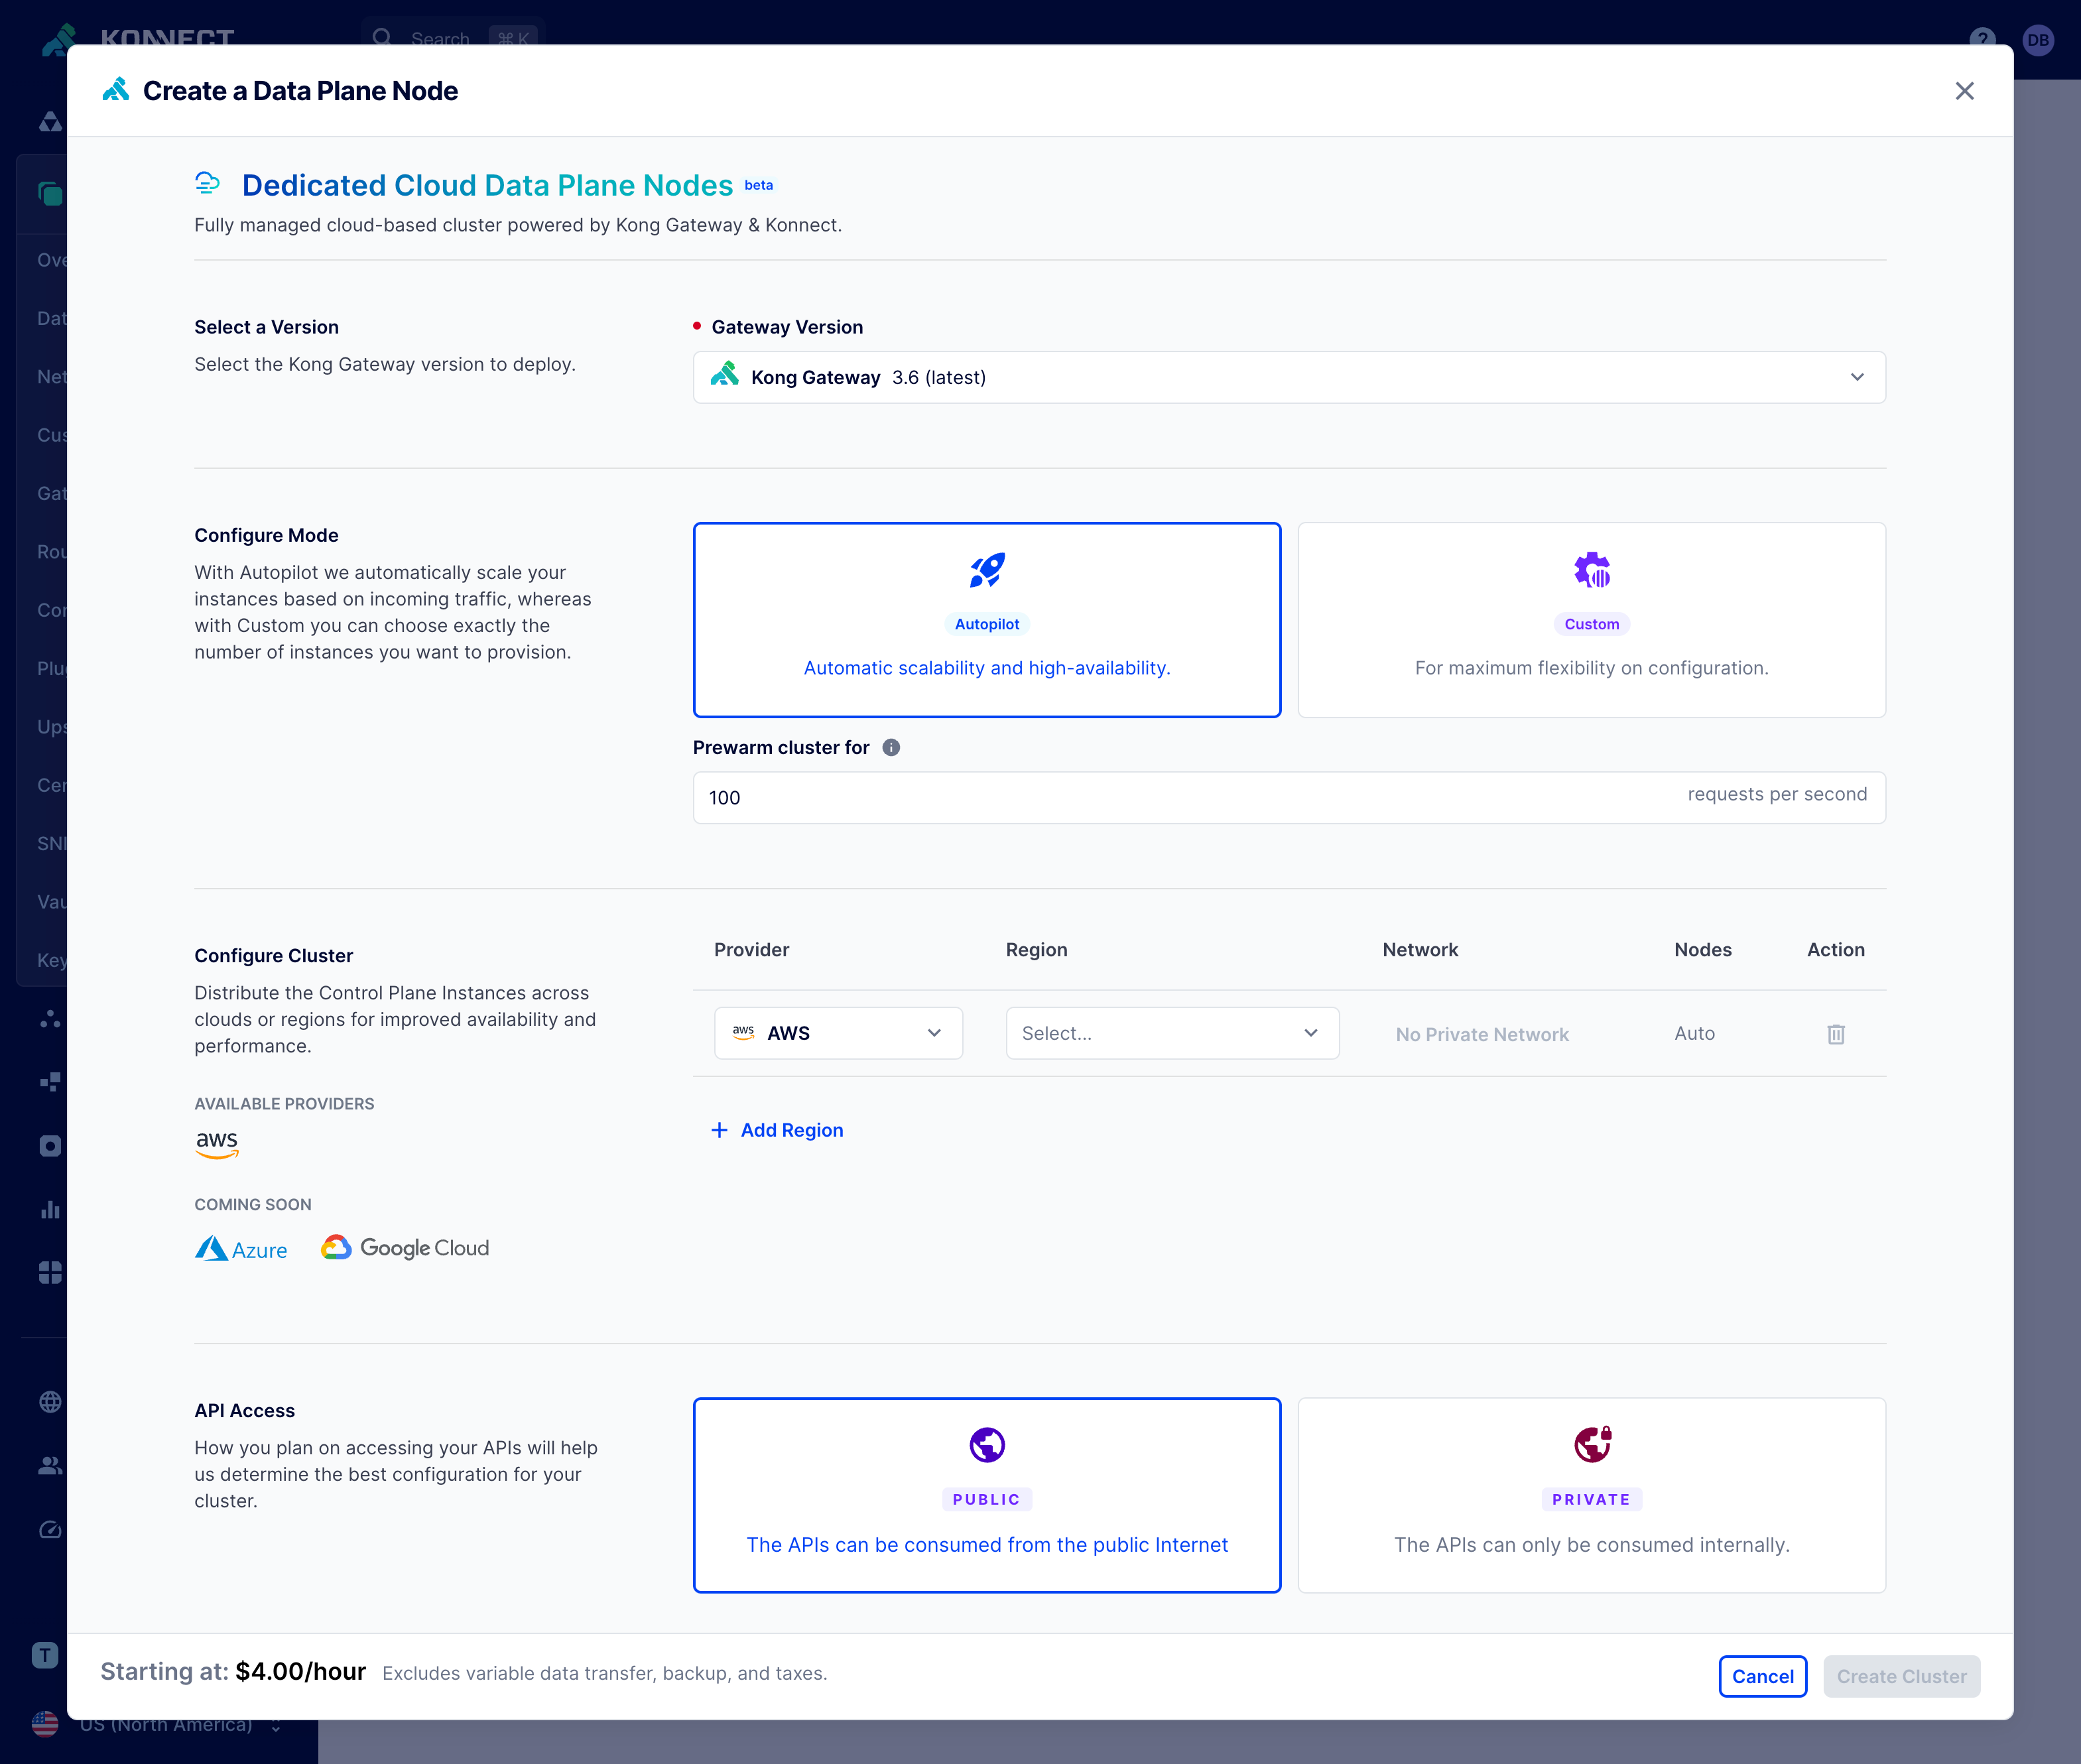 KONNECT
Search ⌘ K
?
DB
Create a Data Plane Node
Dedicated Cloud Data Plane Nodes beta
Fully managed cloud-based cluster powered by Kong Gateway & Konnect.
Select a Version
Select the Kong Gateway version to deploy.
Gateway Version
Kong Gateway 3.6 (latest)
Configure Mode
With Autopilot we automatically scale your
instances based on incoming traffic, whereas
with Custom you can choose exactly the
number of instances you want to provision.
Autopilot
Automatic scalability and high-availability.
Custom
For maximum flexibility on configuration.
Prewarm cluster for
100 requests per second
Configure Cluster
Distribute the Control Plane Instances across
clouds or regions for improved availability and
performance.
AVAILABLE PROVIDERS
aws
COMING SOON
Azure Google Cloud
Provider Region Network Nodes Action
aws AWS Select... No Private Network Auto
+ Add Region
API Access
How you plan on accessing your APIs will help
us determine the best configuration for your
cluster.
PUBLIC
The APIs can be consumed from the public Internet
PRIVATE
The APIs can only be consumed internally.
Starting at: $4.00/hour Excludes variable data transfer, backup, and taxes.
Cancel Create Cluster
Ove
Dat
Net
Cus
Gat
Rou
Con
Plug
Ups
Cer
SNI
Vau
Key
T
US (North America)